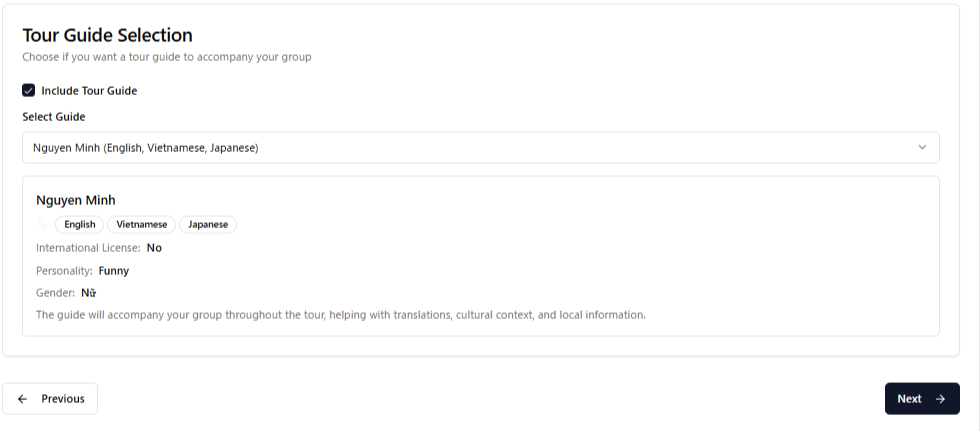 Tour Guide Selection
Choose if you want a tour guide to accompany your group
Include Tour Guide
Select Guide
Nguyen Minh (English, Vietnamese, Japanese)
Nguyen Minh
English Vietnamese Japanese
International License: No
Personality: Funny
Gender: Nữ
The guide will accompany your group throughout the tour, helping with translations, cultural context, and local information.
Previous Next